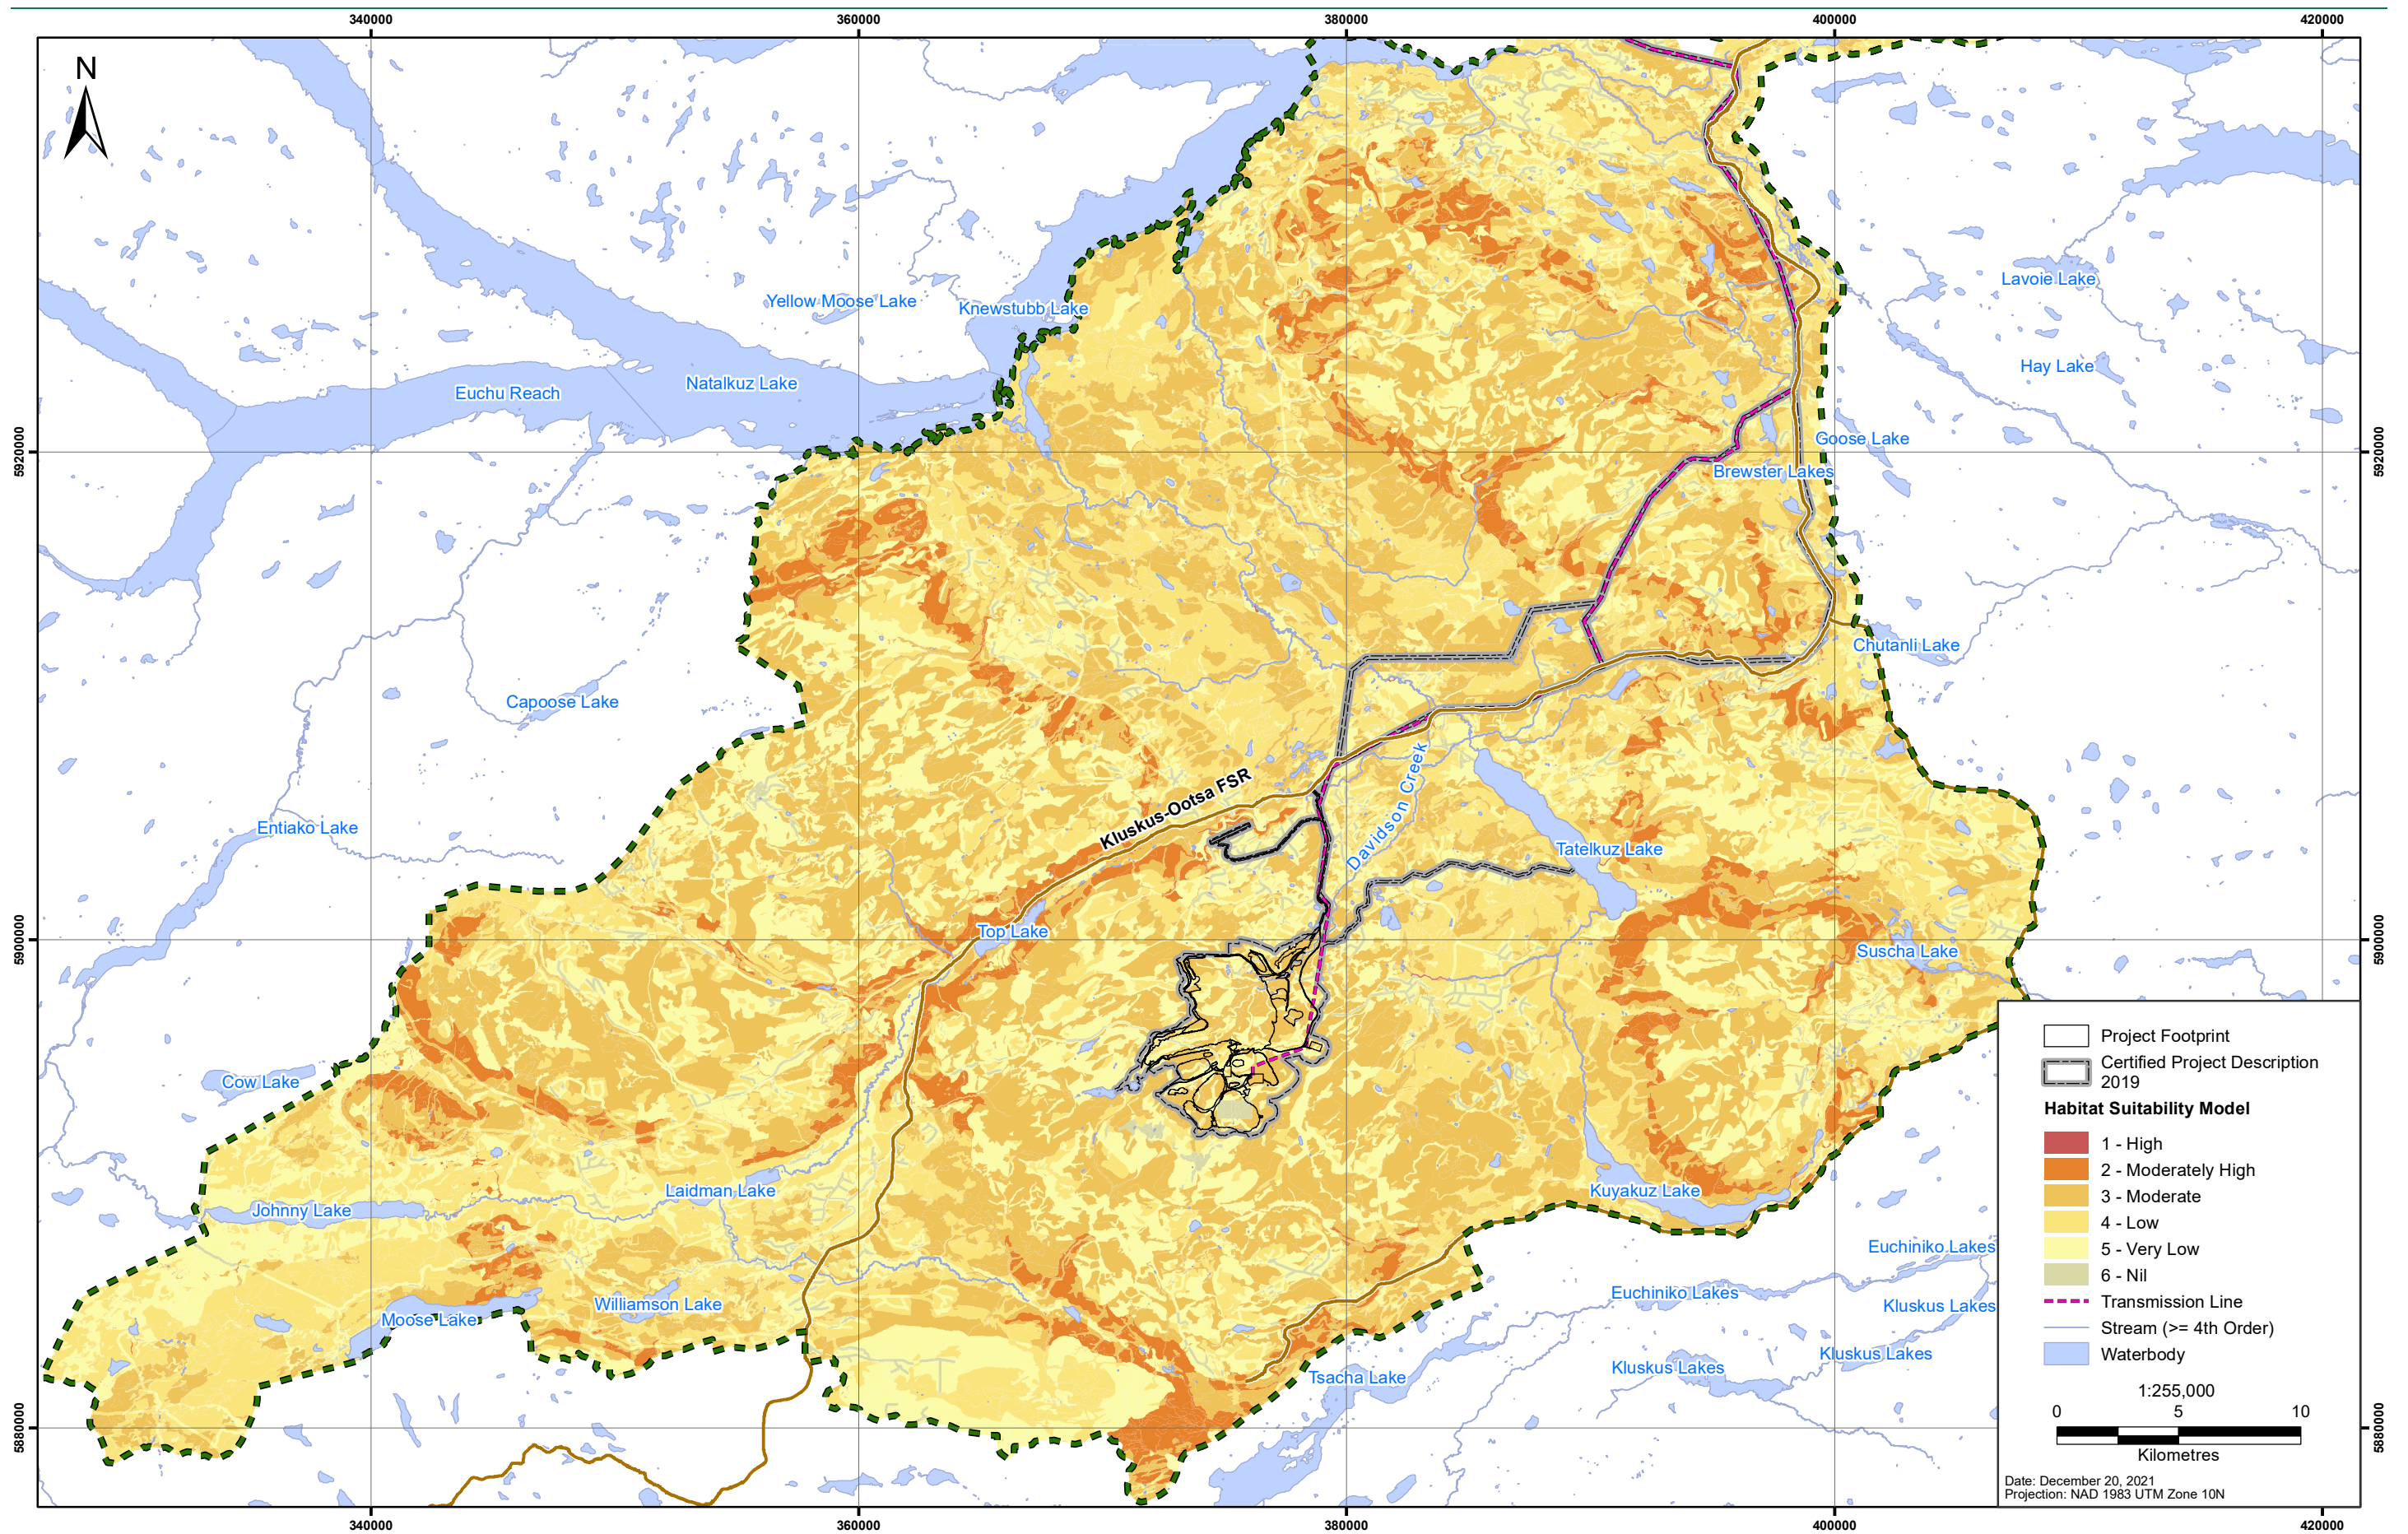 340000
360000
380000
400000
420000
N
Yellow Moose Lake
Knewstubb Lake
Lavoie Lake
Hay Lake
Euchu Reach
Natalkuz Lake
5920000
5920000
Goose Lake
Brewster Lakes
Chutanli Lake
Capoose Lake
Kluskus-Ootsa FSR
Davidson Creek
Entiako Lake
Tatelkuz Lake
Top Lake
5900000
5900000
Suscha Lake
Cow Lake
Laidman Lake
Johnny Lake
Kuyakuz Lake
Euchiniko Lakes
Euchiniko Lakes
Kluskus Lakes
Williamson Lake
Moose Lake
Kluskus Lakes
Kluskus Lakes
Tsacha Lake
5880000
5880000
Project Footprint
Certified Project Description
2019
Habitat Suitability Model
1 - High
2 - Moderately High
3 - Moderate
4 - Low
5 - Very Low
6 - Nil
Transmission Line
Stream (>= 4th Order)
Waterbody
1:255,000
0 5 10
Kilometres
Date: December 20, 2021
Projection: NAD 1983 UTM Zone 10N
340000
360000
380000
400000
420000